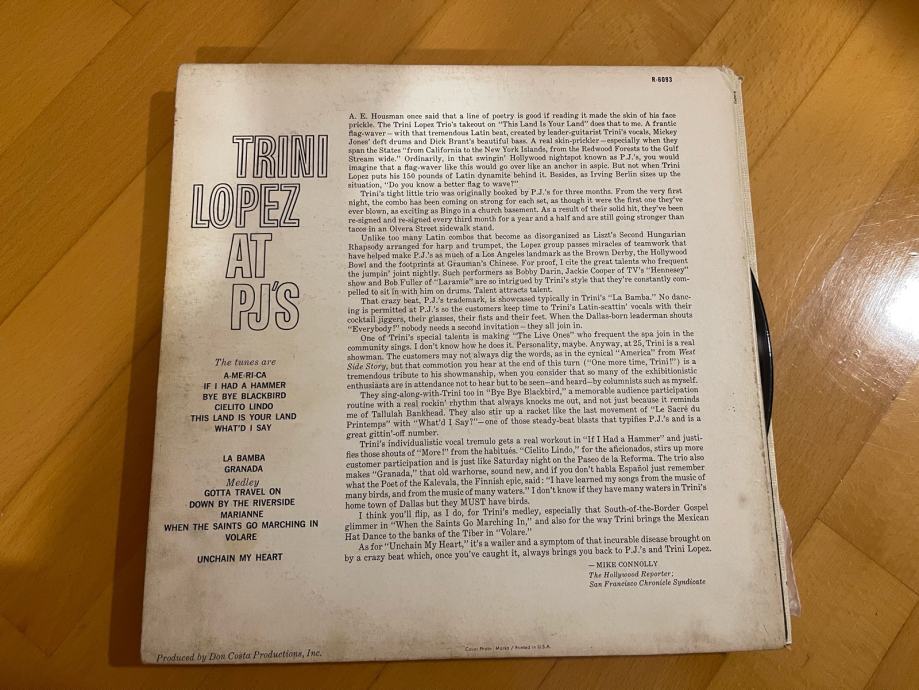 R-6093
TRINI
LOPEZ
AT
PJ'S
The tunes are
A-ME-RI-CA
IF I HAD A HAMMER
BYE BYE BLACKBIRD
CIELITO LINDO
THIS LAND IS YOUR LAND
WHAT'D I SAY
LA BAMBA
GRANADA
Medley
GOTTA TRAVEL ON
DOWN BY THE RIVERSIDE
MARIANNE
WHEN THE SAINTS GO MARCHING IN
VOLARE
UNCHAIN MY HEART
A. E. Housman once said that a line of poetry is good if reading it made the skin of his face
prickle. The Trini Lopez Trio's takeout on "This Land Is Your Land" does that to me. A frantic
flag-waver – with that tremendous Latin beat, created by leader-guitarist Trini's vocals, Mickey
Jones' deft drums and Dick Brant's beautiful bass. A real skin-prickler – especially when they
span the States "from California to the New York Islands, from the Redwood Forests to the Gulf
Stream wide." Ordinarily, in that swingin' Hollywood nightspot known as P.J.'s, you would
imagine that a flag-waver like this would go over like an anchor in aspic. But not when Trini
Lopez puts his 150 pounds of Latin dynamite behind it. Besides, as Irving Berlin sizes up the
situation, "Do you know a better flag to wave?"
Trini's tight little trio was originally booked by P.J.'s for three months. From the very first
night, the combo has been coming on strong for each set, as though it were the first one they've
ever blown, as exciting as Bingo in a church basement. As a result of their solid hit, they've been
re-signed and re-signed every third month for a year and a half and are still going stronger than
tacos in an Olvera Street sidewalk stand.
Unlike too many Latin combos that become as disorganized as Liszt's Second Hungarian
Rhapsody arranged for harp and trumpet, the Lopez group passes miracles of teamwork that
have helped make P.J.'s as much of a Los Angeles landmark as the Brown Derby, the Hollywood
Bowl and the footprints at Grauman's Chinese. For proof, I cite the great talents who frequent
the jumpin' joint nightly. Such performers as Bobby Darin, Jackie Cooper of TV's "Hennesey"
show and Bob Fuller of "Laramie" are so intrigued by Trini's style that they're constantly com-
pelled to sit in with him on drums. Talent attracts talent.
That crazy beat, P.J.'s trademark, is showcased typically in Trini's "La Bamba." No danc-
ing is permitted at P.J.'s so the customers keep time to Trini's Latin-scattin' vocals with their
cocktail jiggers, their glasses, their fists and their feet. When the Dallas-born leaderman shouts
"Everybody!" nobody needs a second invitation – they all join in.
One of Trini's special talents is making "The Live Ones" who frequent the spa join in the
community sings. I don't know how he does it. Personality, maybe. Anyway, at 25, Trini is a real
showman. The customers may not always dig the words, as in the cynical "America" from West
Side Story, but that commotion you hear at the end of this turn ("One more time, Trini!") is a
tremendous tribute to his showmanship, when you consider that so many of the exhibitionistic
enthusiasts are in attendance not to hear but to be seen–and heard–by columnists such as myself.
They sing-along-with-Trini too in "Bye Bye Blackbird," a memorable audience participation
routine with a real rockin' rhythm that always knocks me out, and not just because it reminds
me of Tallulah Bankhead. They also stir up a racket like the last movement of "Le Sacré du
Printemps" with "What'd I Say?"–one of those steady-beat blasts that typifies P.J.'s and is a
great gittin'-off number.
Trini's individualistic vocal tremulo gets a real workout in "If I Had a Hammer" and justi-
fies those shouts of "More!" from the habitués. "Cielito Lindo," for the aficionados, stirs up more
customer participation and is just like Saturday night on the Paseo de la Reforma. The trio also
makes "Granada," that old warhorse, sound new, and if you don't habla Español just remember
what the Poet of the Kalevala, the Finnish epic, said: "I have learned my songs from the music of
many birds, and from the music of many waters." I don't know if they have many waters in Trini's
home town of Dallas but they MUST have birds.
I think you'll flip, as I do, for Trini's medley, especially that South-of-the-Border Gospel
glimmer in "When the Saints Go Marching In," and also for the way Trini brings the Mexican
Hat Dance to the banks of the Tiber in "Volare."
As for "Unchain My Heart," it's a wailer and a symptom of that incurable disease brought on
by a crazy beat which, once you've caught it, always brings you back to P.J.'s and Trini Lopez.
—MIKE CONNOLLY
The Hollywood Reporter;
San Francisco Chronicle Syndicate
Produced by Don Costa Productions, Inc.
Cover Photo: Marks / Printed in U.S.A.